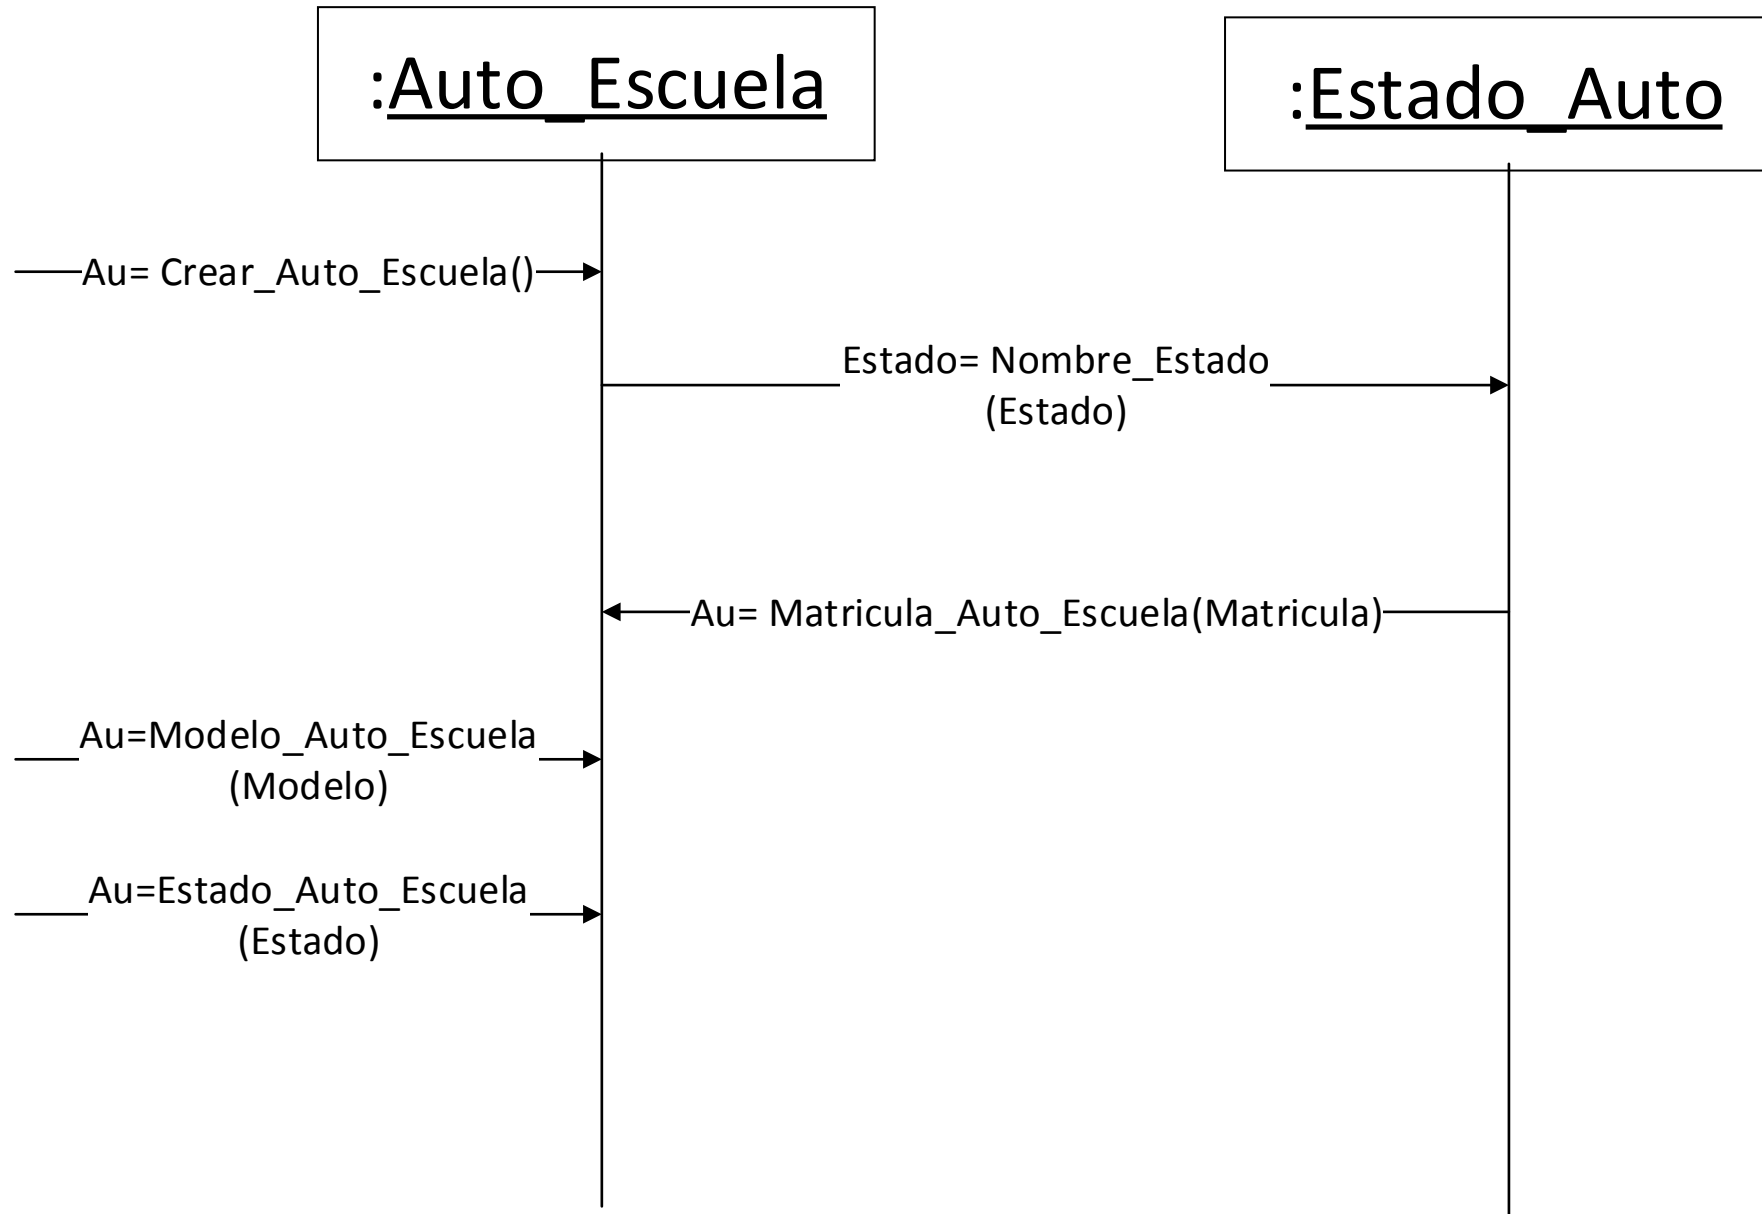 :Auto_Escuela
:Estado_Auto
Au= Crear_Auto_Escuela()
Estado= Nombre_Estado
(Estado)
Au= Matricula_Auto_Escuela(Matricula)
Au=Modelo_Auto_Escuela
(Modelo)
Au=Estado_Auto_Escuela
(Estado)